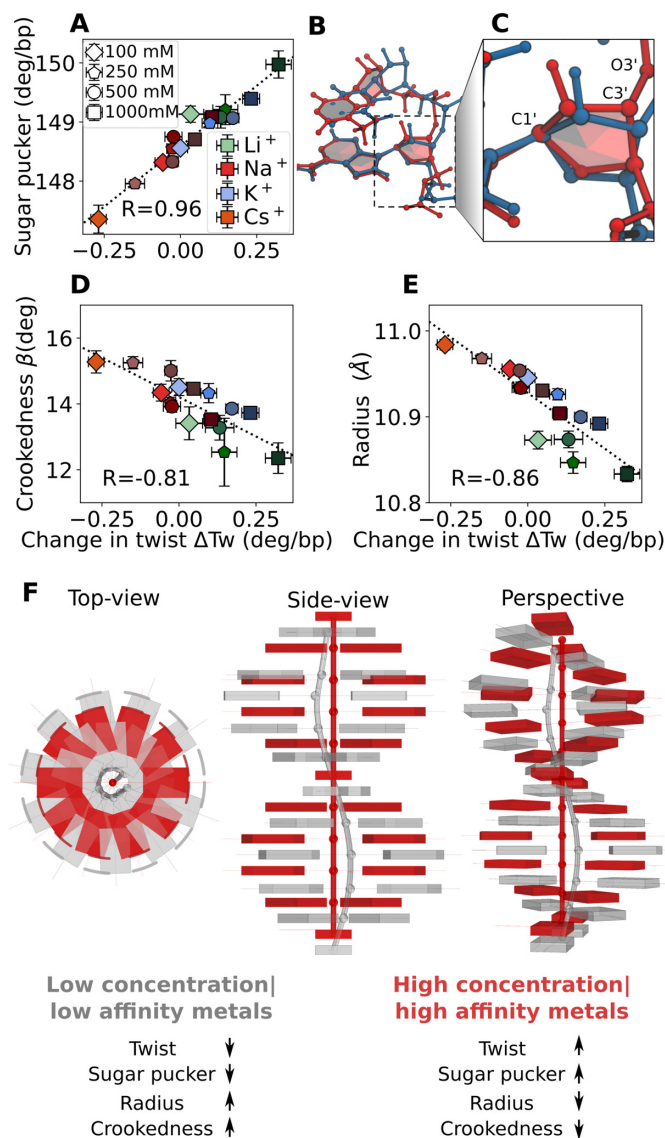 A
Sugar pucker (deg/bp)
150
149
148
100 mM
250 mM
500 mM
1000mM
Li+
Na+
K+
Cs+
R=0.96
−0.25 0.00 0.25
B
C
O3'
C3'
C1'
D
Crookedness β(deg)
16
14
12
R=-0.81
−0.25 0.00 0.25
Change in twist ΔTw (deg/bp)
E
Radius (Å)
11.0
10.9
10.8
R=-0.86
−0.25 0.00 0.25
Change in twist ΔTw (deg/bp)
F
Top-view Side-view Perspective
Low concentration|
low affinity metals
Twist ↓
Sugar pucker ↓
Radius ↑
Crookedness ↑
High concentration|
high affinity metals
Twist ↑
Sugar pucker ↑
Radius ↓
Crookedness ↓